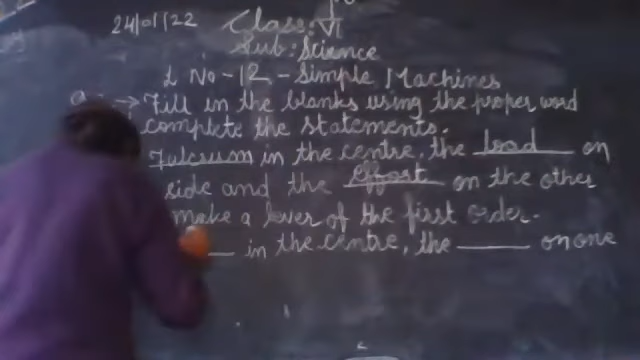 24/01/22 Class: VI
Sub: Science
L No-12-Simple Machines
→ Fill in the blanks using the proper word
complete the statements.
Fulcrum in the centre, the load on
side and the effort on the other
make a lever of the first order.
in the centre, the ____ on one